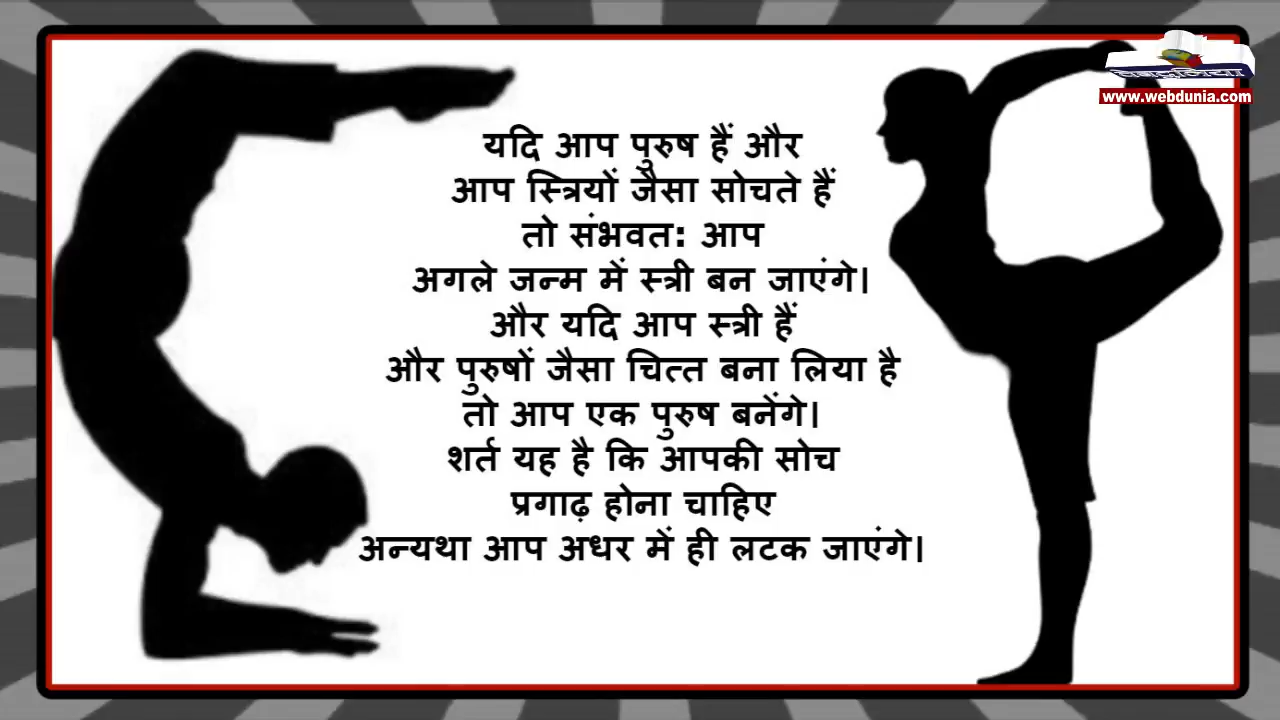 वेबदुनिया
www.webdunia.com
यदि आप पुरुष हैं और
आप स्त्रियों जैसा सोचते हैं
तो संभवत: आप
अगले जन्म में स्त्री बन जाएंगे।
और यदि आप स्त्री हैं
और पुरुषों जैसा चित्त बना लिया है
तो आप एक पुरुष बनेंगे।
शर्त यह है कि आपकी सोच
प्रगाढ़ होना चाहिए
अन्यथा आप अधर में ही लटक जाएंगे।